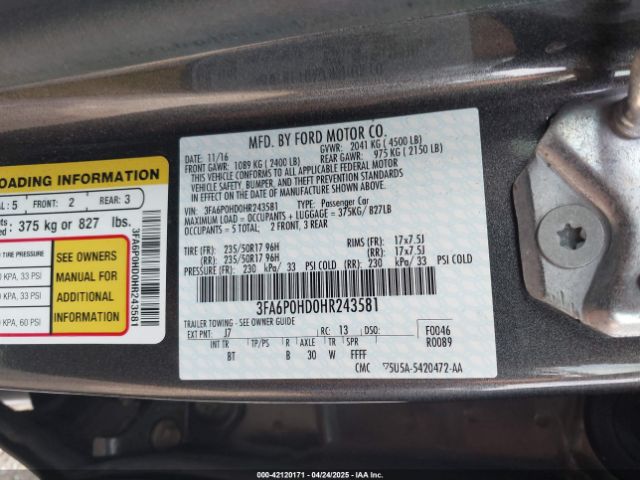 MFD. BY FORD MOTOR CO.
DATE: 11/16 GVWR: 2041 KG ( 4500 LB)
FRONT GAWR: 1089 KG ( 2400 LB) REAR GAWR: 975 KG ( 2150 LB)
THIS VEHICLE CONFORMS TO ALL APPLICABLE FEDERAL MOTOR
VEHICLE SAFETY, BUMPER, AND THEFT PREVENTION STANDARDS IN
EFFECT ON THE DATE OF MANUFACTURE SHOWN ABOVE.
VIN: 3FA6P0HD0HR243581 TYPE: Passenger Car
MAXIMUM LOAD = OCCUPANTS + LUGGAGE = 375KG / 827LB
OCCUPANTS = 5 TOTAL: 2 FRONT, 3 REAR
TIRE (FR): 235/50R17 96H RIMS (FR): 17x7.5J
(RR): 235/50R17 96H (RR): 17x7.5J
PRESSURE (FR): 230 kPa/ 33 PSI COLD (RR): 230 kPa/ 33 PSI COLD
3FA6P0HD0HR243581
TRAILER TOWING - SEE OWNER GUIDE
EXT PNT: J7 RC: 13 DSO: F0046
R0089
INT TR TP/PS R AXLE TR SPR
BT B 30 W FFFF
CMC 5U5A-5420472-AA
OADING INFORMATION
AL: 5 FRONT: 2 REAR: 3
375 kg or 827 lbs.
TIRE PRESSURE
KPA, 33 PSI
KPA, 33 PSI
KPA, 60 PSI
SEE OWNERS
MANUAL FOR
ADDITIONAL
INFORMATION
3FA6P0HD0HR243581
000-42120171 - 04/24/2025 - IAAI.COM